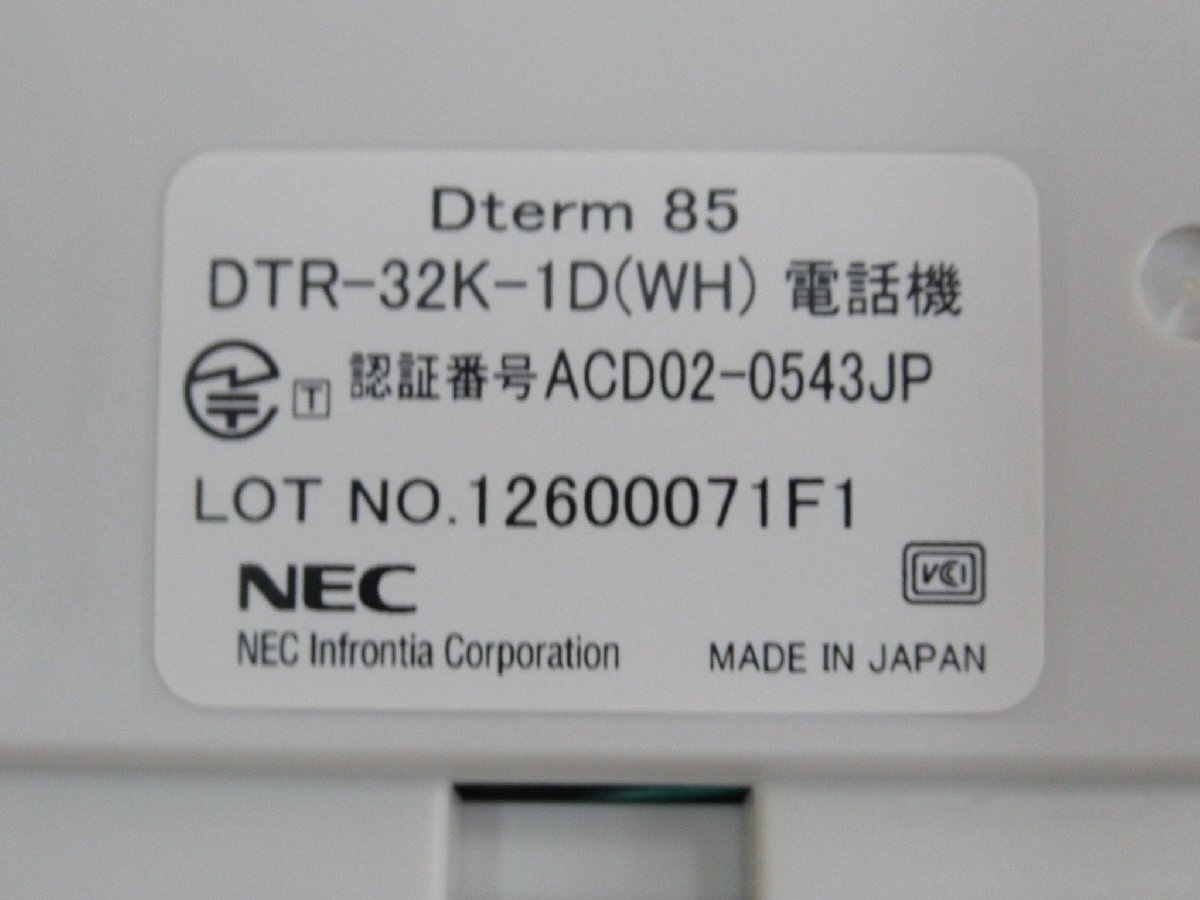 Dterm 85
DTR-32K-1D(WH) 電話機
T 認証番号ACD02-0543JP
LOT NO.12600071F1
VCCI
NEC
NEC Infrontia Corporation MADE IN JAPAN